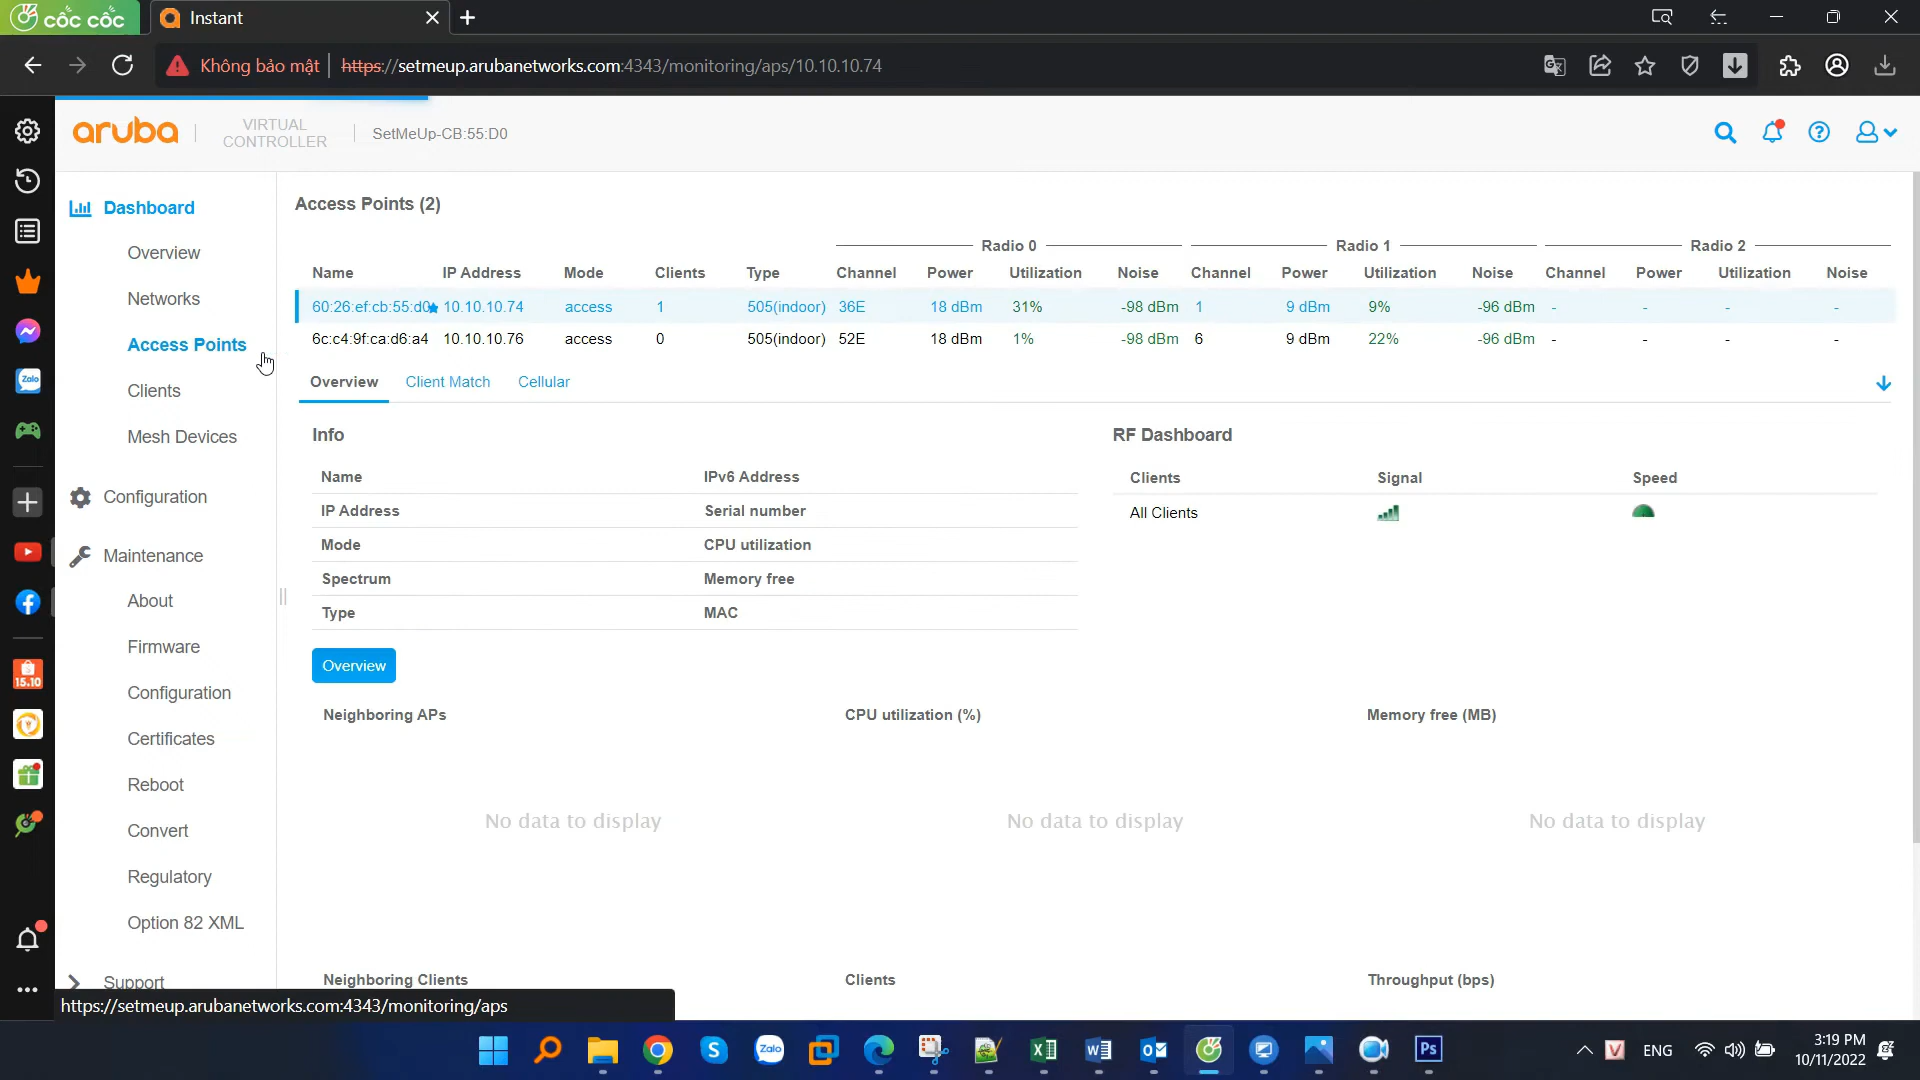 cốc cốc
Instant
Không bảo mật
https://setmeup.arubanetworks.com:4343/monitoring/aps/10.10.10.74
aruba
VIRTUAL
CONTROLLER
SetMeUp-CB:55:D0
Dashboard
Overview
Networks
Access Points
Clients
Mesh Devices
Configuration
Maintenance
About
Firmware
Configuration
Certificates
Reboot
Convert
Regulatory
Option 82 XML
Support
Access Points (2)
Radio 0 Radio 1 Radio 2
Name IP Address Mode Clients Type Channel Power Utilization Noise Channel Power Utilization Noise Channel Power Utilization Noise
60:26:ef:cb:55:d0 10.10.10.74 access 1 505(indoor) 36E 18 dBm 31% -98 dBm 1 9 dBm 9% -96 dBm - - - -
6c:c4:9f:ca:d6:a4 10.10.10.76 access 0 505(indoor) 52E 18 dBm 1% -98 dBm 6 9 dBm 22% -96 dBm - - - -
Overview Client Match Cellular
Info
Name IPv6 Address
IP Address Serial number
Mode CPU utilization
Spectrum Memory free
Type MAC
Overview
RF Dashboard
Clients Signal Speed
All Clients
Neighboring APs CPU utilization (%) Memory free (MB)
No data to display No data to display No data to display
Neighboring Clients Clients Throughput (bps)
https://setmeup.arubanetworks.com:4343/monitoring/aps
Zalo
15.10
S
Zalo
Ps
V
ENG
3:19 PM
10/11/2022